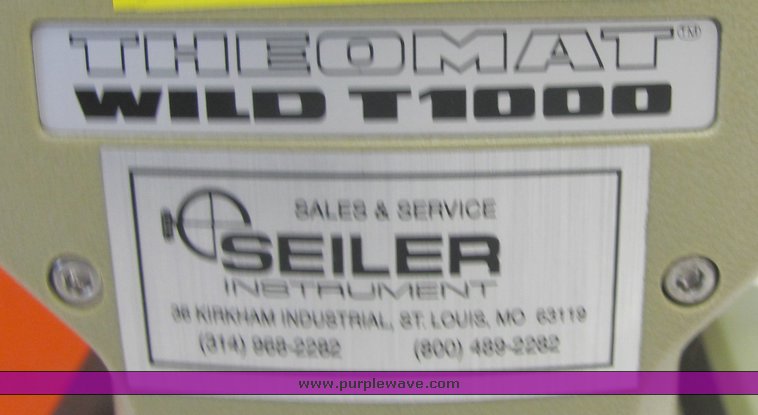 THEOMAT™
WILD T1000
SALES & SERVICE
SEILER
INSTRUMENT
36 KIRKHAM INDUSTRIAL, ST. LOUIS, MO 63119
(314) 968-2282 (800) 489-2282
www.purplewave.com